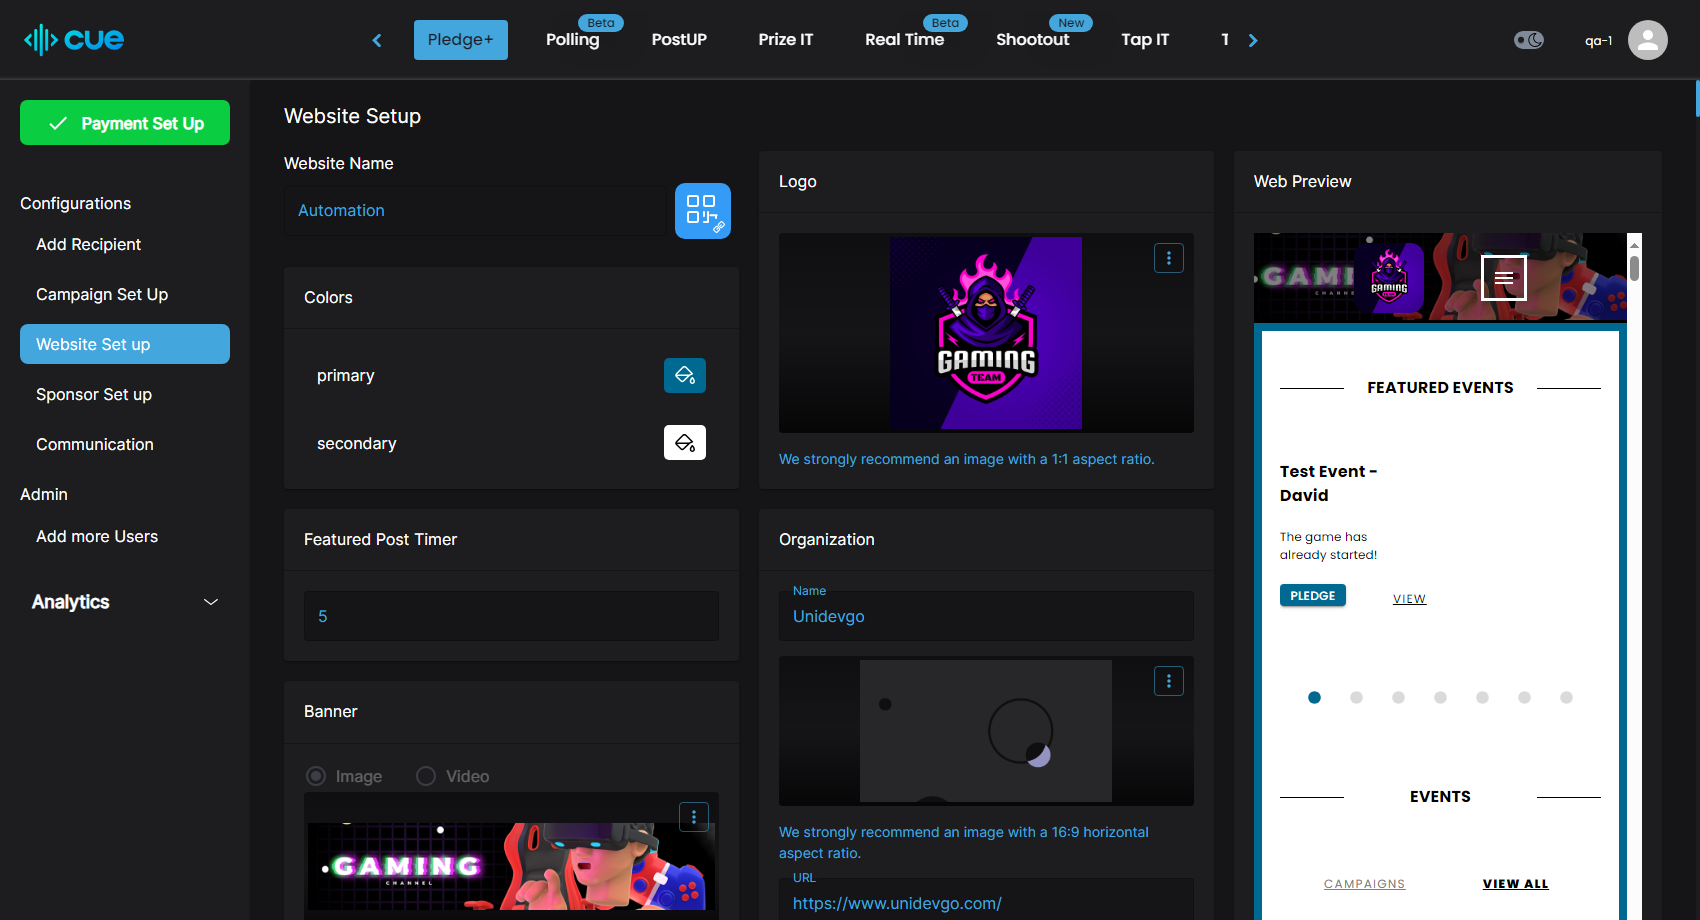 cue
Pledge+
Beta
Polling
PostUP
Prize IT
Beta
Real Time
New
Shootout
Tap IT
T
qa-1
Payment Set Up
Configurations
Add Recipient
Campaign Set Up
Website Set up
Sponsor Set up
Communication
Admin
Add more Users
Analytics
Website Setup
Website Name
Automation
Colors
primary
secondary
Featured Post Timer
5
Banner
Image
Video
GAMING
CHANNEL
Logo
GAMING
TEAM
We strongly recommend an image with a 1:1 aspect ratio.
Organization
Name
Unidevgo
We strongly recommend an image with a 16:9 horizontal
aspect ratio.
URL
https://www.unidevgo.com/
Web Preview
GAMING
TEAM
FEATURED EVENTS
Test Event -
David
The game has
already started!
PLEDGE
VIEW
EVENTS
CAMPAIGNS
VIEW ALL